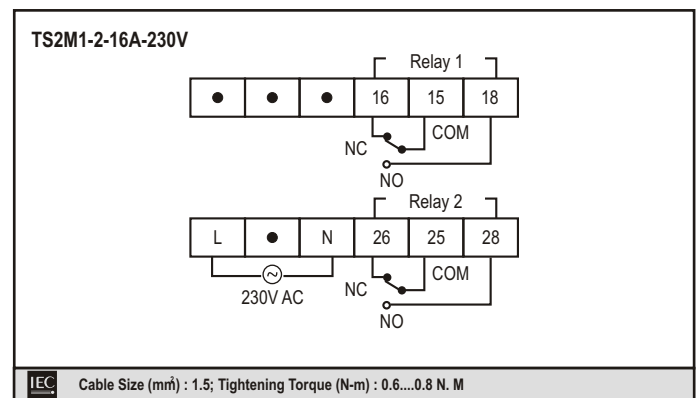 TS2M1-2-16A-230V
Relay 1
● ● ● 16 15 18
NC
COM
NO
Relay 2
L ● N 26 25 28
230V AC
NC
COM
NO
IEC Cable Size (mm²) : 1.5; Tightening Torque (N-m) : 0.6....0.8 N. M